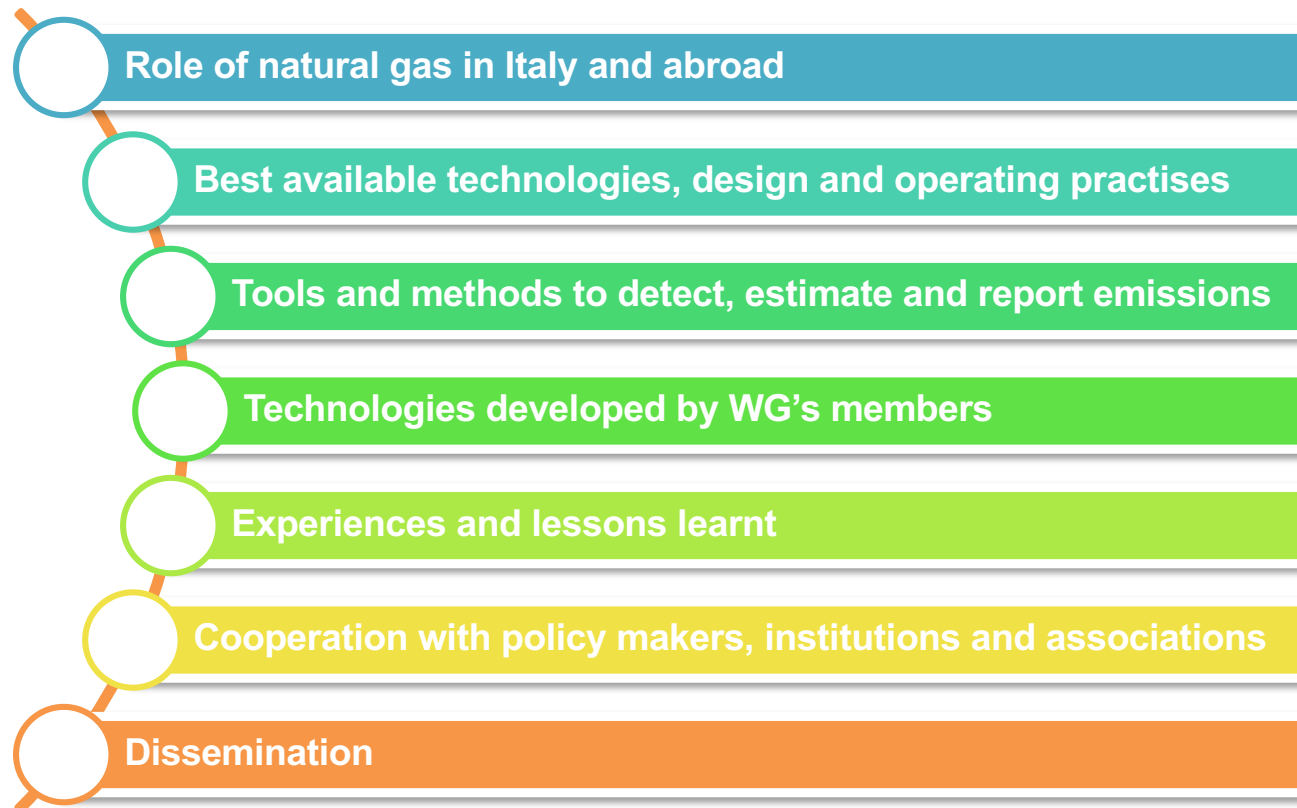 Role of natural gas in Italy and abroad
Best available technologies, design and operating practises
Tools and methods to detect, estimate and report emissions
Technologies developed by WG’s members
Experiences and lessons learnt
Cooperation with policy makers, institutions and associations
Dissemination